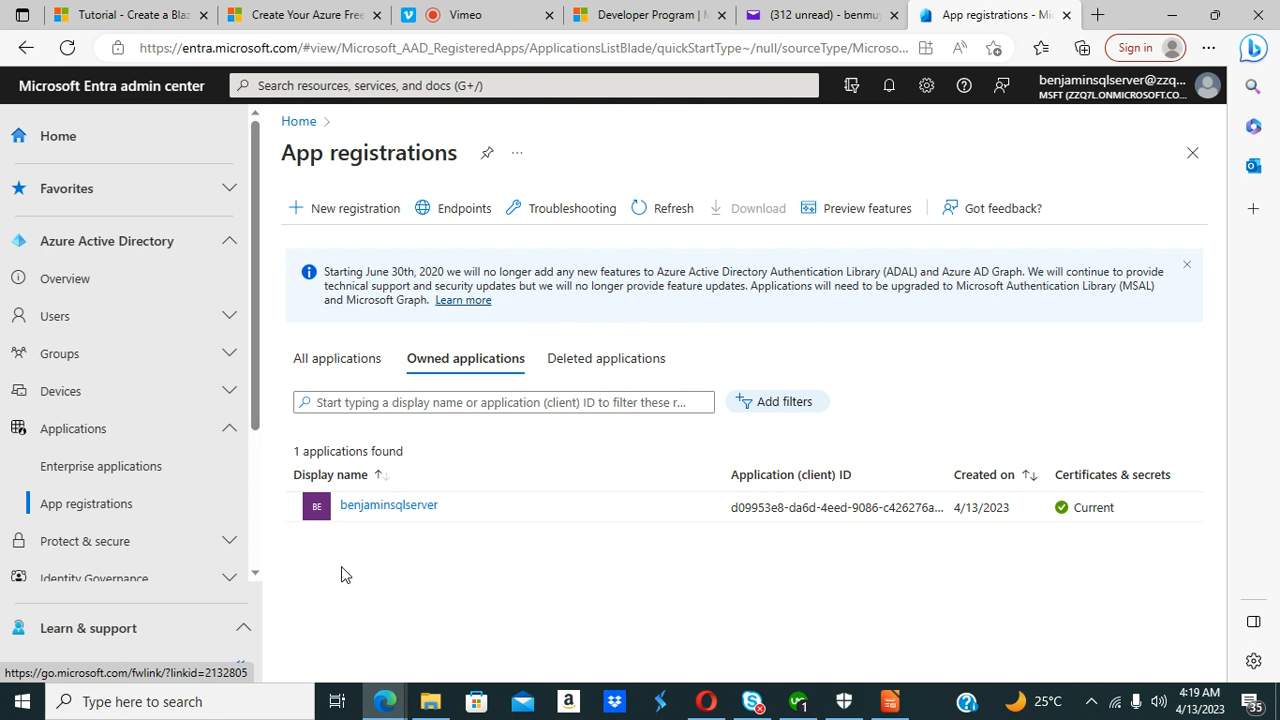 Tutorial - Create a Blaz
Create Your Azure Free
Vimeo
Developer Program | M
(312 unread) - benmu
App registrations - Mi
https://entra.microsoft.com/#view/Microsoft_AAD_RegisteredApps/ApplicationsListBlade/quickStartType~/null/sourceType/Microso...
Sign in
Microsoft Entra admin center
Search resources, services, and docs (G+/)
benjaminsqlserver@zzq...
MSFT (ZZQ7L.ONMICROSOFT.CO...
Home
Favorites
Azure Active Directory
Overview
Users
Groups
Devices
Applications
Enterprise applications
App registrations
Protect & secure
Identity Governance
Learn & support
https://go.microsoft.com/fwlink/?linkid=2132805
Home >
App registrations
...
New registration
Endpoints
Troubleshooting
Refresh
Download
Preview features
Got feedback?
Starting June 30th, 2020 we will no longer add any new features to Azure Active Directory Authentication Library (ADAL) and Azure AD Graph. We will continue to provide
technical support and security updates but we will no longer provide feature updates. Applications will need to be upgraded to Microsoft Authentication Library (MSAL)
and Microsoft Graph. Learn more
All applications
Owned applications
Deleted applications
Start typing a display name or application (client) ID to filter these r...
Add filters
1 applications found
Display name
Application (client) ID
Created on
Certificates & secrets
BE
benjaminsqlserver
d09953e8-da6d-4eed-9086-c426276a...
4/13/2023
Current
Type here to search
1
25°C
4:19 AM
4/13/2023
35